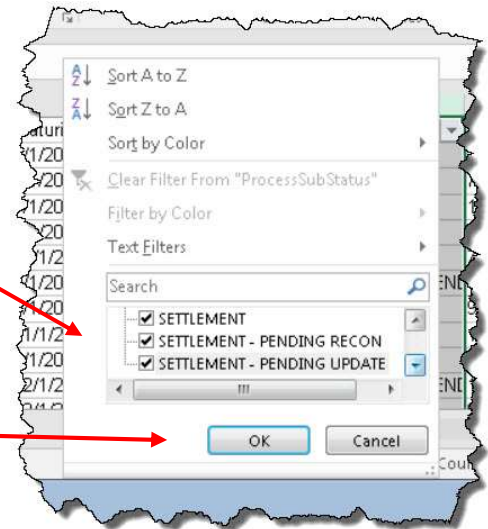 Sort A to Z
Sort Z to A
Sort by Color
Clear Filter From "ProcessSubStatus"
Filter by Color
Text Filters
Search
SETTLEMENT
SETTLEMENT - PENDING RECON
SETTLEMENT - PENDING UPDATE
OK
Cancel